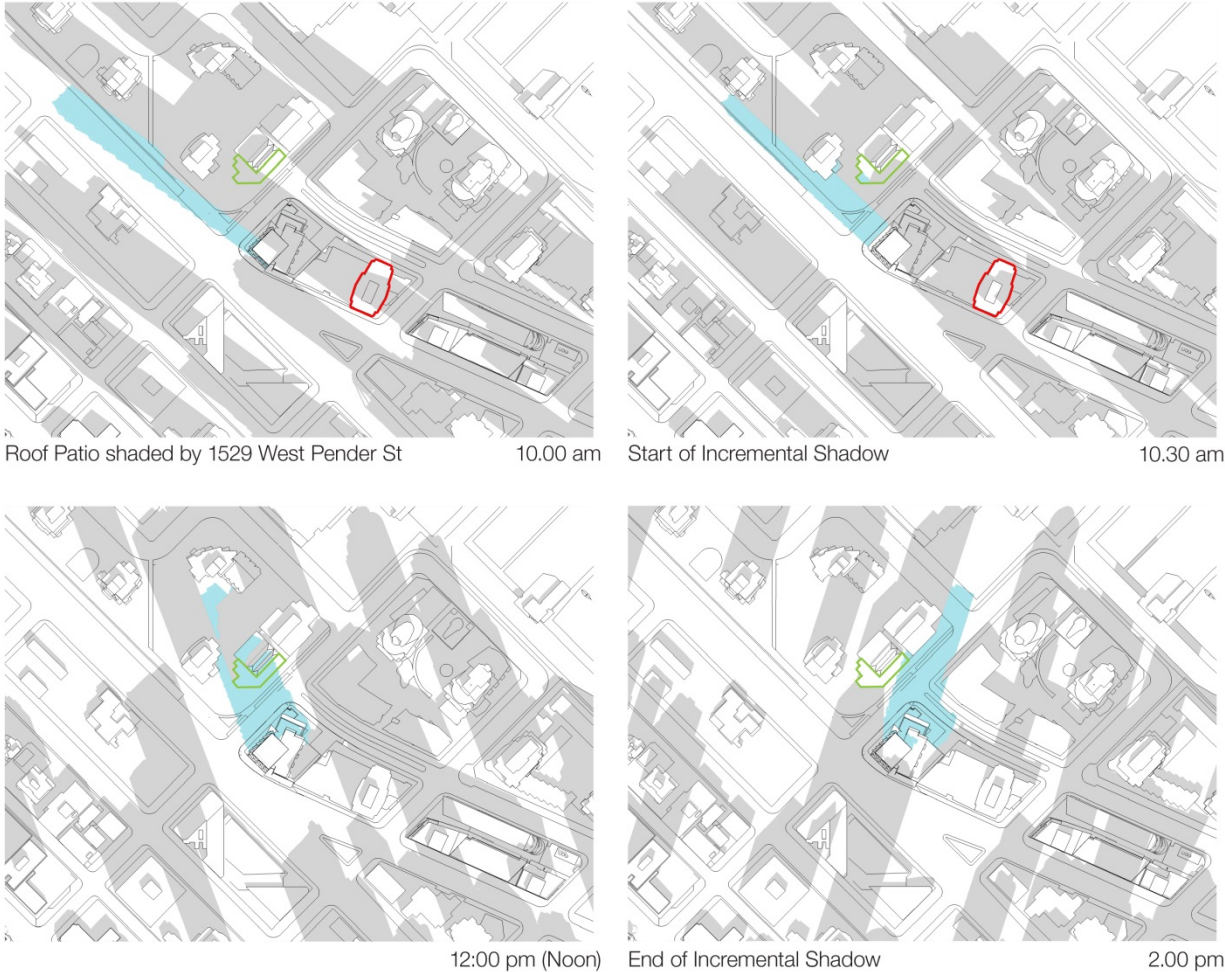 Roof Patio shaded by 1529 West Pender St 10.00 am
Start of Incremental Shadow 10.30 am
12:00 pm (Noon)
End of Incremental Shadow 2.00 pm